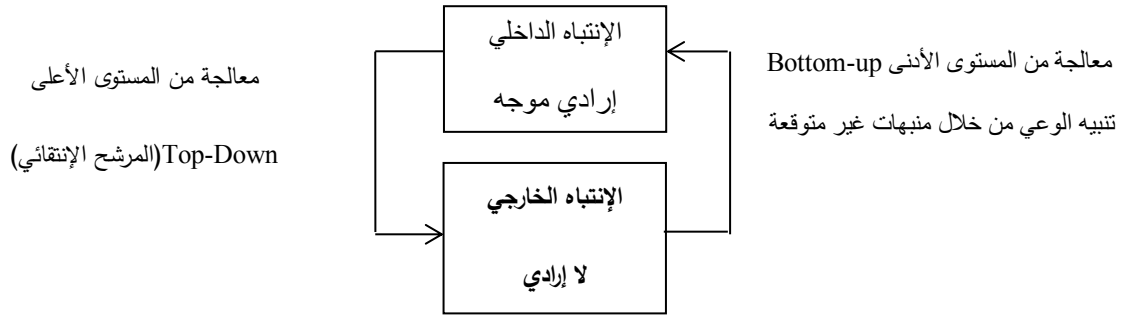 الإنتباه الداخلي
إرادي موجه
معالجة من المستوى الأدنى Bottom-up
تنبيه الوعي من خلال منبهات غير متوقعة
معالجة من المستوى الأعلى
Top-Down(المرشح الإنتقائي)
الإنتباه الخارجي
لا إرادي